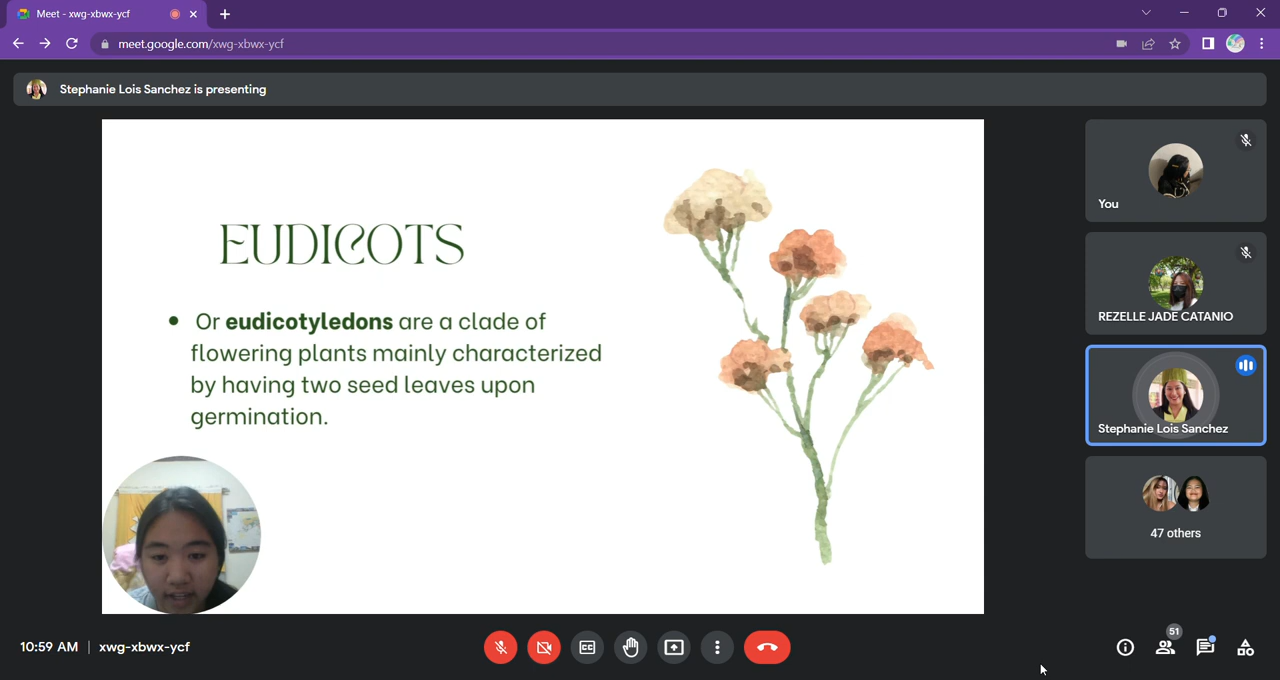 Meet - xwg-xbwx-ycf
meet.google.com/xwg-xbwx-ycf
Stephanie Lois Sanchez is presenting
EUDICOTS
• Or eudicotyledons are a clade of
flowering plants mainly characterized
by having two seed leaves upon
germination.
You
REZELLE JADE CATANIO
Stephanie Lois Sanchez
47 others
10:59 AM | xwg-xbwx-ycf
CC
51